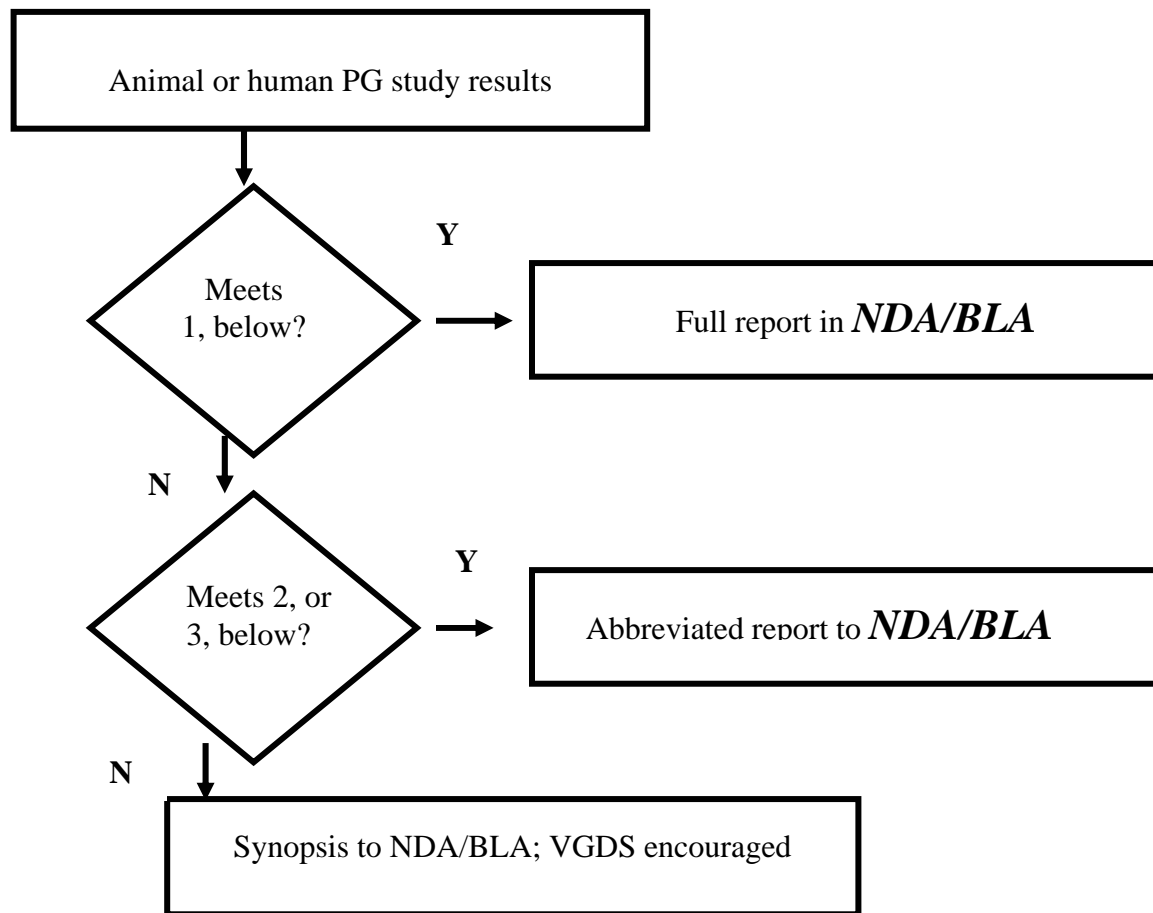 Animal or human PG study results
Y
Meets
1, below?
Full report in NDA/BLA
N
Y
Meets 2, or
3, below?
Abbreviated report to NDA/BLA
N
Synopsis to NDA/BLA; VGDS encouraged